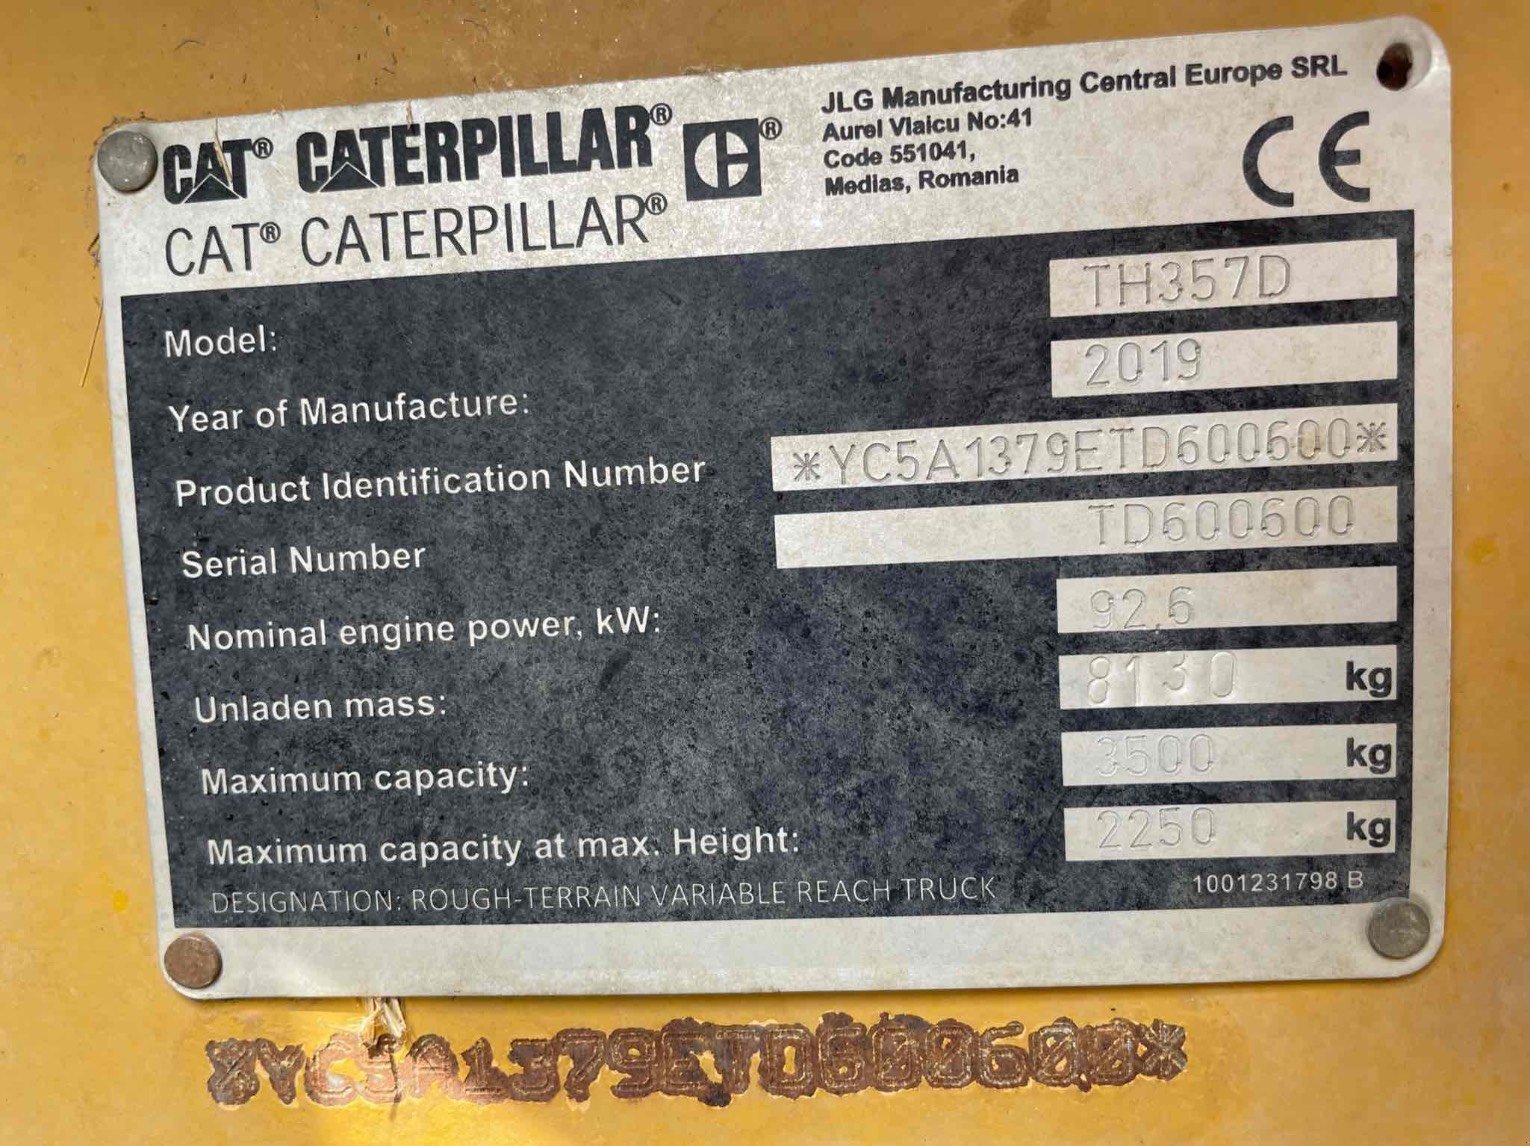 CAT® CATERPILLAR® C®
CAT® CATERPILLAR®
JLG Manufacturing Central Europe SRL
Aurel Vlaicu No:41
Code 551041,
Medias, Romania
CE
Model: TH357D
Year of Manufacture: 2019
Product Identification Number *YC5A1379ETD600600*
Serial Number TD600600
Nominal engine power, kW: 92.6
Unladen mass: 8130 kg
Maximum capacity: 3500 kg
Maximum capacity at max. Height: 2250 kg
DESIGNATION: ROUGH-TERRAIN VARIABLE REACH TRUCK 1001231798 B
*YC5A1379ETD600600*